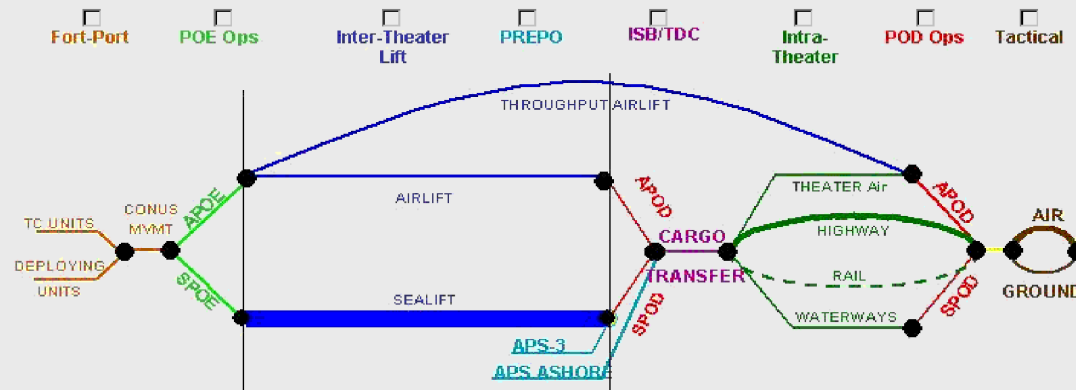 Fort-Port
POE Ops
Inter-Theater
Lift
PREPO
ISB/TDC
Intra-
Theater
POD Ops
Tactical
THROUGHPUT AIRLIFT
AIRLIFT
APOE
APOD
THEATER Air
APOD
TC UNITS
CONUS
MVMT
CARGO
TRANSFER
HIGHWAY
RAIL
AIR
GROUND
DEPLOYING
UNITS
SPOE
SEALIFT
SPOD
WATERWAYS
SPOD
APS-3
APS ASHORE